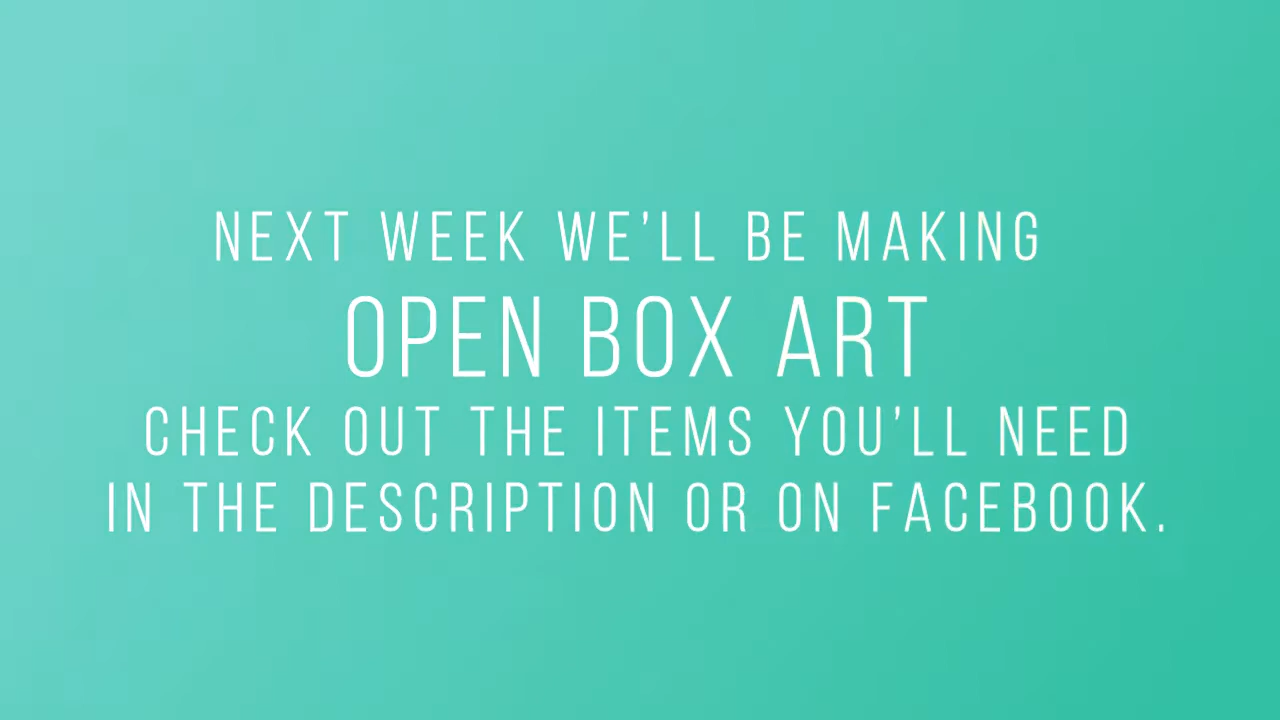 NEXT WEEK WE’LL BE MAKING
OPEN BOX ART
CHECK OUT THE ITEMS YOU’LL NEED
IN THE DESCRIPTION OR ON FACEBOOK.